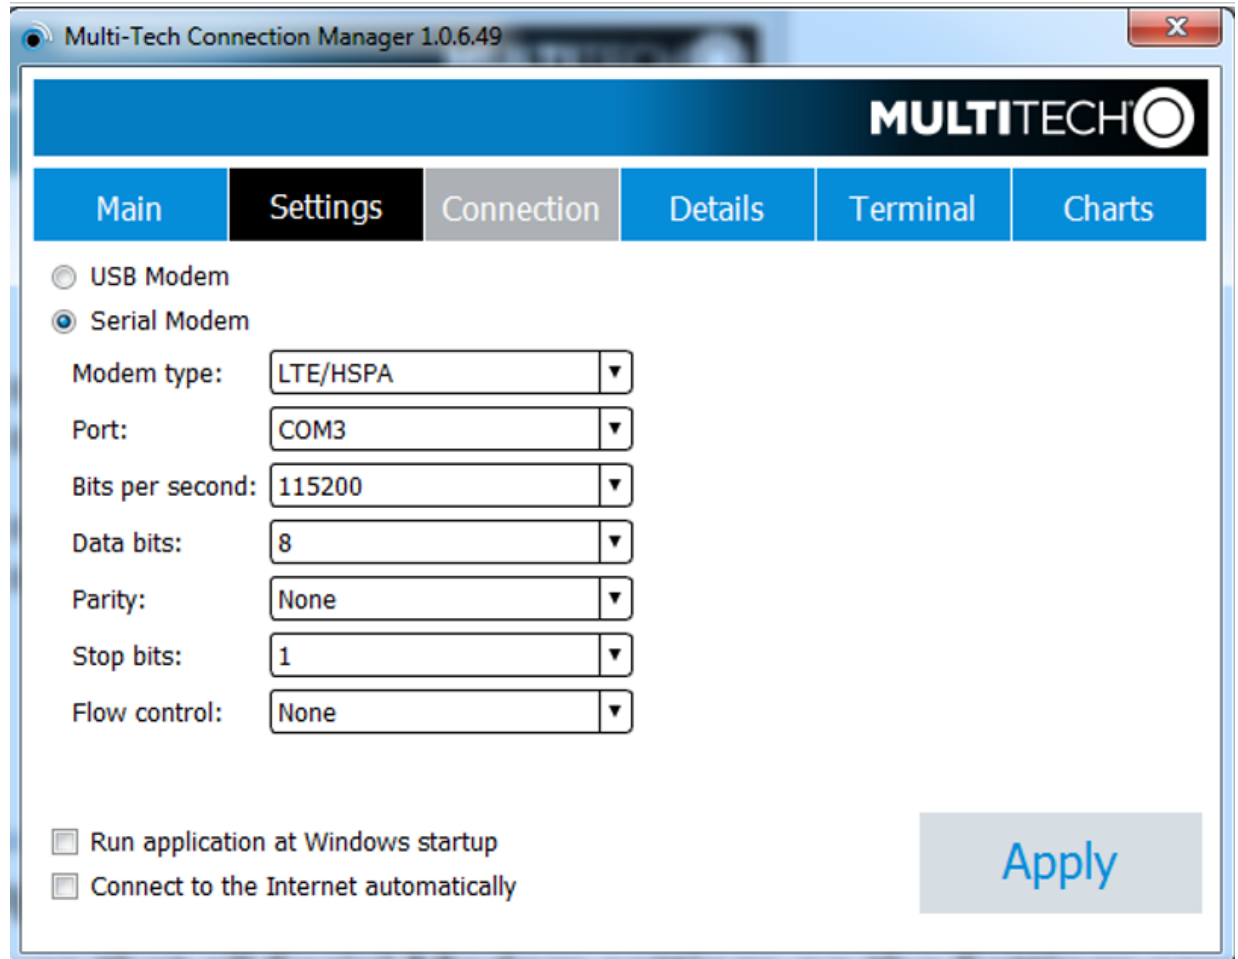 Multi-Tech Connection Manager 1.0.6.49
MULTITECH
Main Settings Connection Details Terminal Charts
USB Modem
Serial Modem
Modem type: LTE/HSPA
Port: COM3
Bits per second: 115200
Data bits: 8
Parity: None
Stop bits: 1
Flow control: None
Run application at Windows startup
Connect to the Internet automatically
Apply